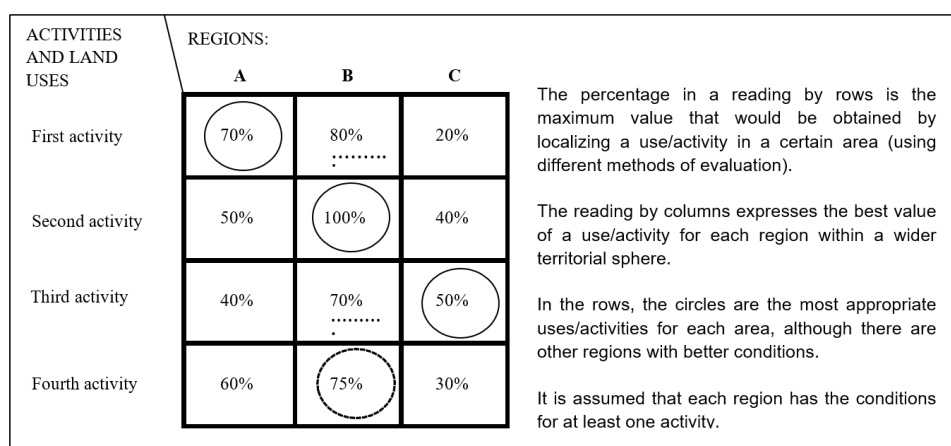 ACTIVITIES
AND LAND
USES
REGIONS:
A B C
First activity 70% 80% 20%
Second activity 50% 100% 40%
Third activity 40% 70% 50%
Fourth activity 60% 75% 30%
The percentage in a reading by rows is the
maximum value that would be obtained by
localizing a use/activity in a certain area (using
different methods of evaluation).
The reading by columns expresses the best value
of a use/activity for each region within a wider
territorial sphere.
In the rows, the circles are the most appropriate
uses/activities for each area, although there are
other regions with better conditions.
It is assumed that each region has the conditions
for at least one activity.